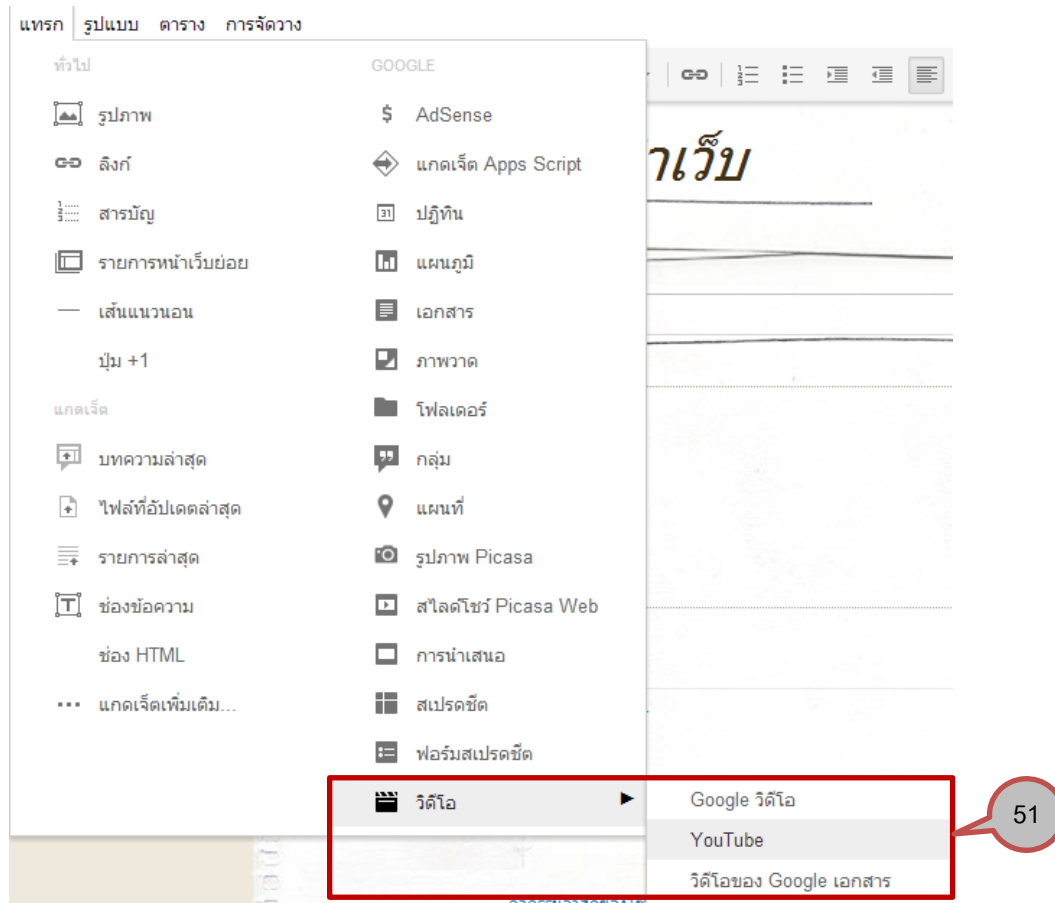 แทรก รูปแบบ ตาราง การจัดวาง
ทั่วไป
รูปภาพ
ลิงก์
สารบัญ
รายการหน้าเว็บย่อย
เส้นแนวนอน
ปุ่ม +1
แกดเจ็ต
บทความล่าสุด
ไฟล์ที่อัปเดตล่าสุด
รายการล่าสุด
ช่องข้อความ
ช่อง HTML
แกดเจ็ตเพิ่มเติม...
GOOGLE
AdSense
แกดเจ็ต Apps Script
ปฏิทิน
แผนภูมิ
เอกสาร
ภาพวาด
โฟลเดอร์
กลุ่ม
แผนที่
รูปภาพ Picasa
สไลด์โชว์ Picasa Web
การนำเสนอ
สเปรดชีต
ฟอร์มสเปรดชีต
วิดีโอ
Google วิดีโอ
YouTube
วิดีโอของ Google เอกสาร
51
าเว็บ